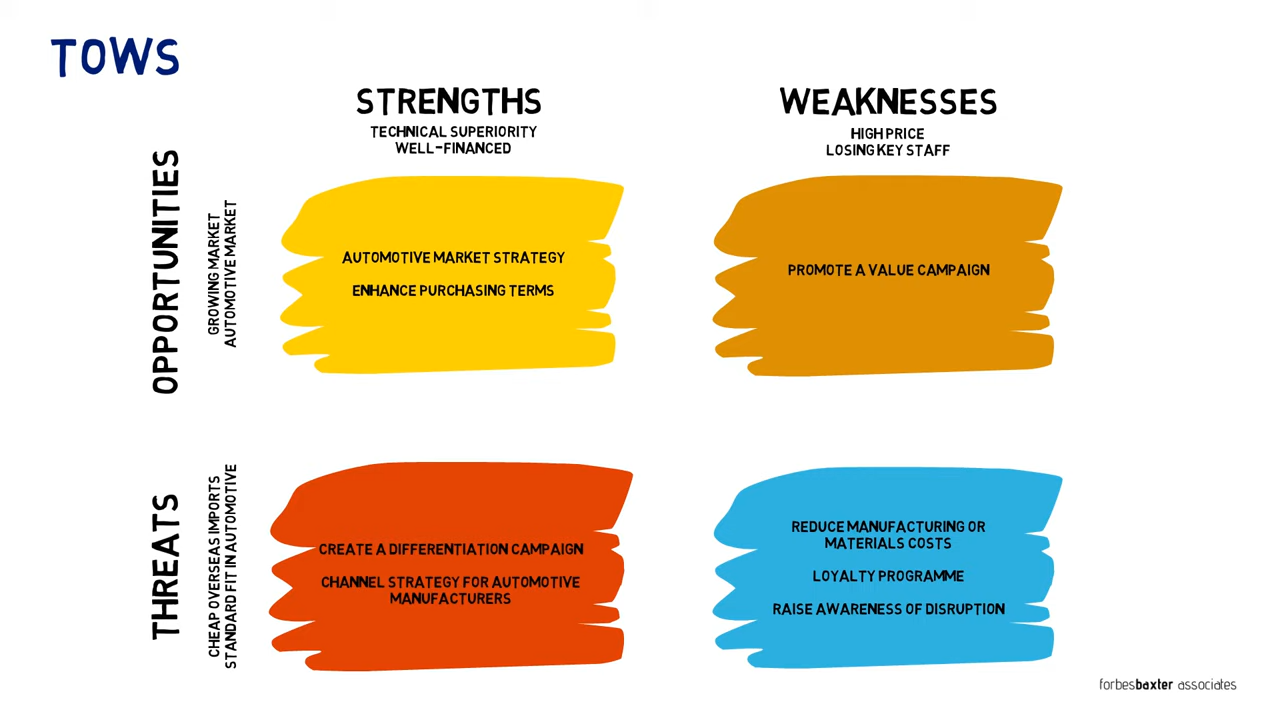 TOWS
STRENGTHS
TECHNICAL SUPERIORITY
WELL-FINANCED
WEAKNESSES
HIGH PRICE
LOSING KEY STAFF
OPPORTUNITIES
GROWING MARKET
AUTOMOTIVE MARKET
AUTOMOTIVE MARKET STRATEGY
ENHANCE PURCHASING TERMS
PROMOTE A VALUE CAMPAIGN
THREATS
CHEAP OVERSEAS IMPORTS
STANDARD FIT IN AUTOMOTIVE
CREATE A DIFFERENTIATION CAMPAIGN
CHANNEL STRATEGY FOR AUTOMOTIVE
MANUFACTURERS
REDUCE MANUFACTURING OR
MATERIALS COSTS
LOYALTY PROGRAMME
RAISE AWARENESS OF DISRUPTION
forbesbaxter associates